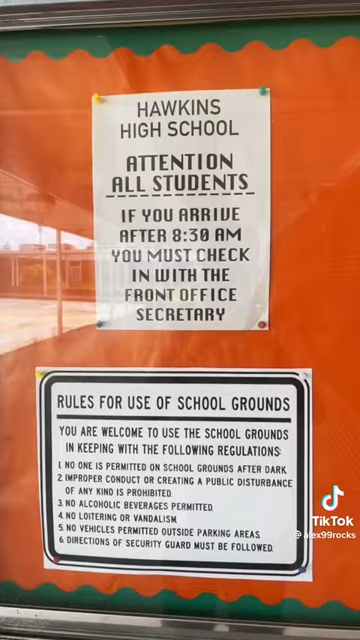 HAWKINS
HIGH SCHOOL
ATTENTION
ALL STUDENTS
IF YOU ARRIVE
AFTER 8:30 AM
YOU MUST CHECK
IN WITH THE
FRONT OFFICE
SECRETARY
RULES FOR USE OF SCHOOL GROUNDS
YOU ARE WELCOME TO USE THE SCHOOL GROUNDS
IN KEEPING WITH THE FOLLOWING REGULATIONS:
1. NO ONE IS PERMITTED ON SCHOOL GROUNDS AFTER DARK
2. IMPROPER CONDUCT OR CREATING A PUBLIC DISTURBANCE
OF ANY KIND IS PROHIBITED.
3. NO ALCOHOLIC BEVERAGES PERMITTED.
4. NO LOITERING OR VANDALISM
5. NO VEHICLES PERMITTED OUTSIDE PARKING AREAS.
6. DIRECTIONS OF SECURITY GUARD MUST BE FOLLOWED.
TikTok
@alex99rocks